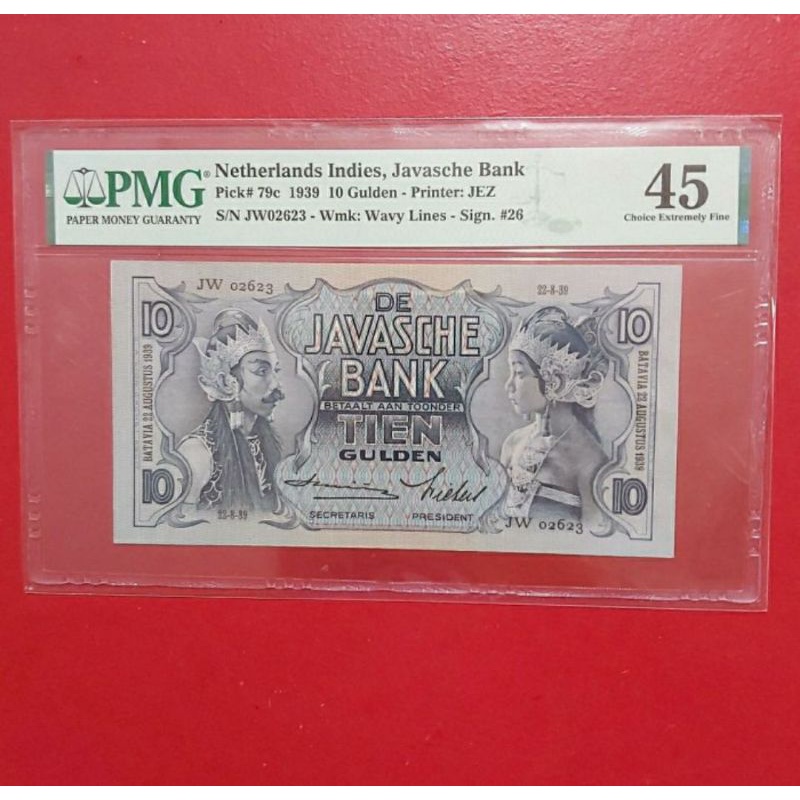 PMG®
PAPER MONEY GUARANTY
Netherlands Indies, Javasche Bank
Pick# 79c 1939 10 Gulden - Printer: JEZ
S/N JW02623 - Wmk: Wavy Lines - Sign. #26
45
Choice Extremely Fine
JW 02623
22-8-39
10
10
DE
JAVASCHE
BANK
BETAALT AAN TOONDER
TIEN
GULDEN
BATAVIA 22 AUGUSTUS 1939
BATAVIA 22 AUGUSTUS 1939
10
10
22-8-39
SECRETARIS
PRESIDENT
JW 02623